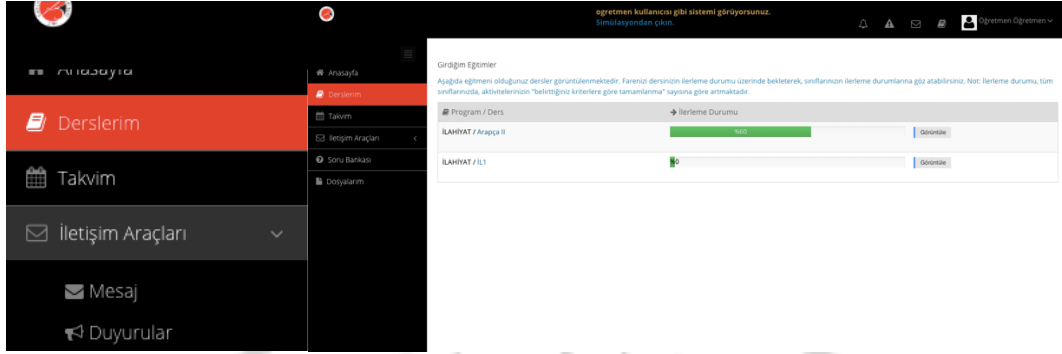 Anasayfa
Derslerim
Takvim
İletişim Araçları
Mesaj
Duyurular
ogretmen kullanıcısı gibi sistemi görüyorsunuz.
Simülasyondan çıkın.
Öğretmen Öğretmen
Anasayfa
Derslerim
Takvim
İletişim Araçları
Soru Bankası
Dosyalarım
Girdiğim Eğitimler
Aşağıda eğitmeni olduğunuz dersler görüntülenmektedir. Farenizi dersinizin ilerleme durumu üzerinde bekleterek, sınıflarınızın ilerleme durumlarına göz atabilirsiniz. Not: İlerleme durumu, tüm
sınıflarınızda, aktivitelerinizin "belirttiğiniz kriterlere göre tamamlanma" sayısına göre artmaktadır.
Program / Ders İlerleme Durumu
İLAHİYAT / Arapça II %60 Görüntüle
İLAHİYAT / İL1 %0 Görüntüle